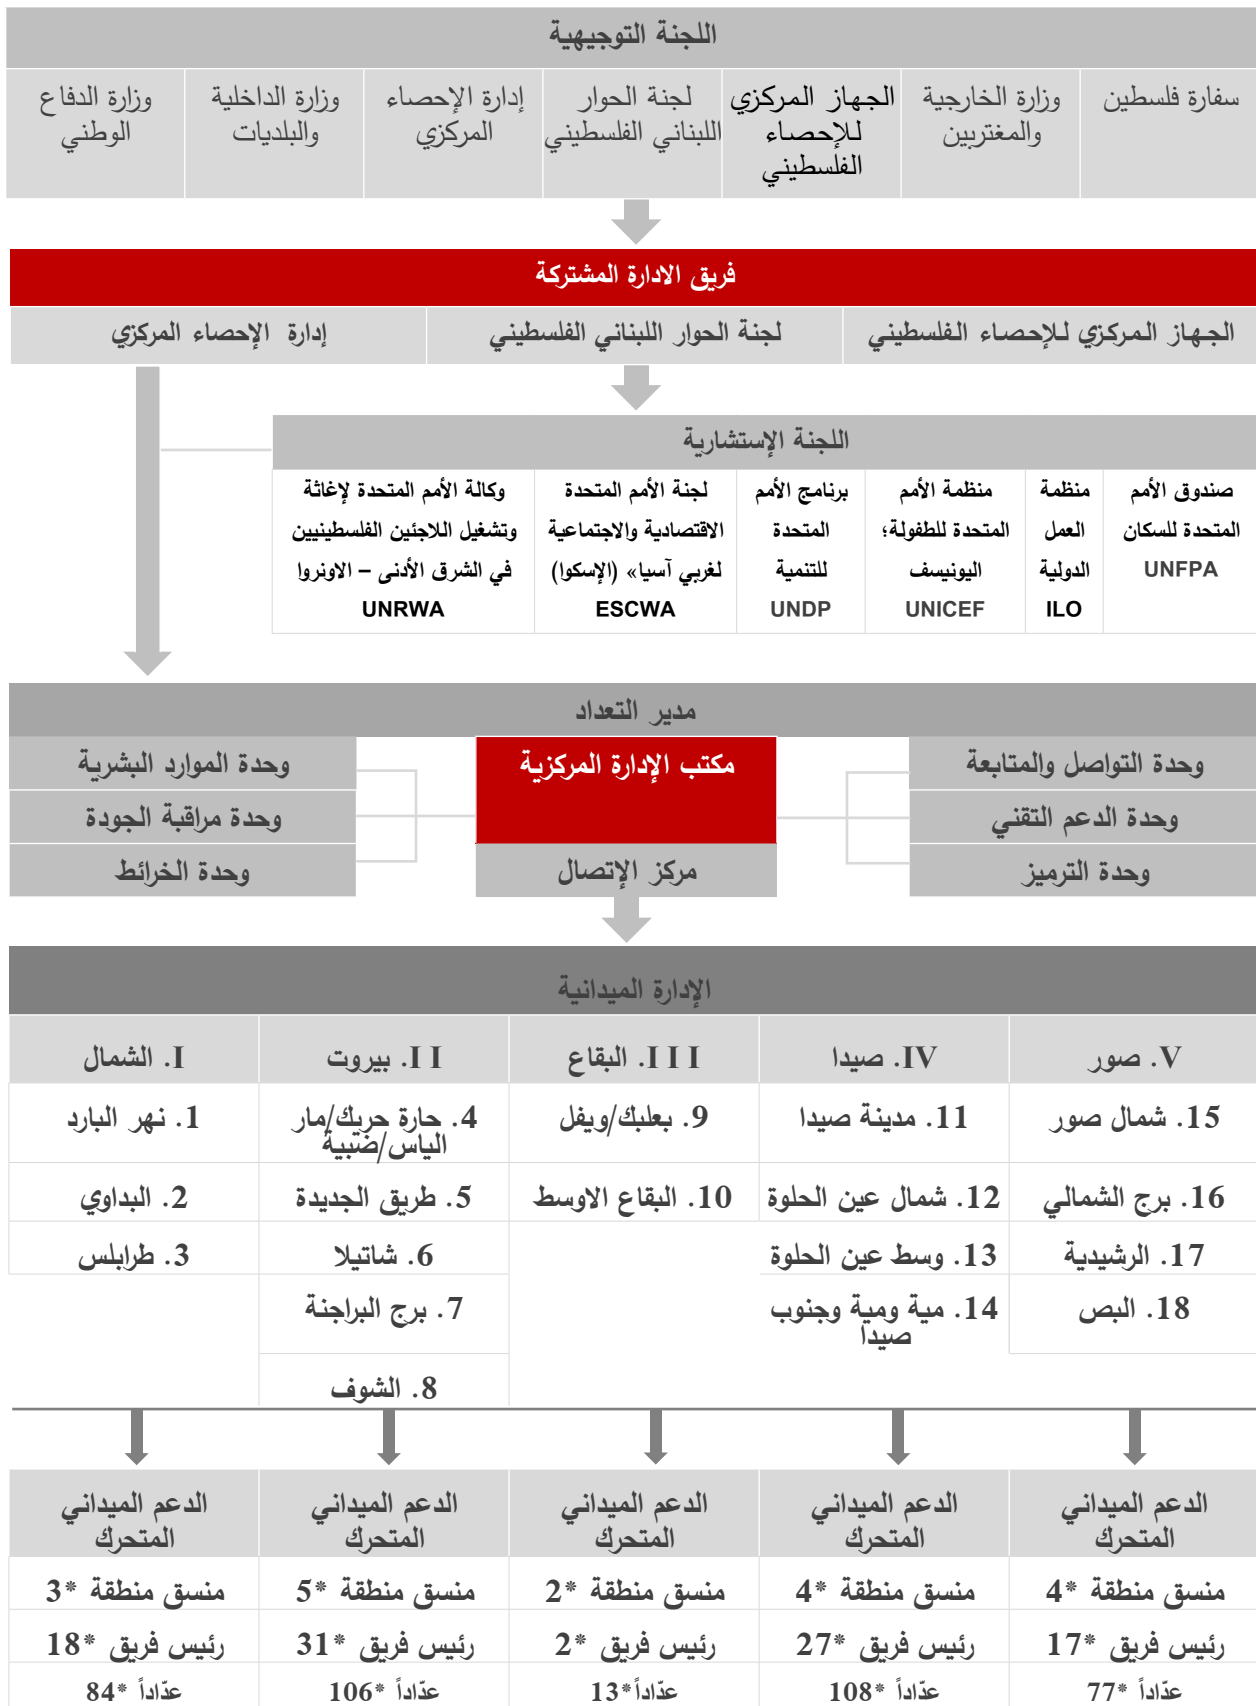 اللجنة التوجيهية
سفارة فلسطين
وزارة الخارجية
والمغتربين
الجهاز المركزي
للإحصاء
الفلسطيني
لجنة الحوار
اللبناني الفلسطيني
إدارة الإحصاء
المركزي
وزارة الداخلية
والبلديات
وزارة الدفاع
الوطني
فريق الادارة المشتركة
الجهاز المركزي للإحصاء الفلسطيني
لجنة الحوار اللبناني الفلسطيني
إدارة الإحصاء المركزي
اللجنة الإستشارية
صندوق الأمم
المتحدة للسكان
UNFPA
منظمة
العمل
الدولية
ILO
منظمة الأمم
المتحدة للطفولة؛
اليونيسف
UNICEF
برنامج الأمم
المتحدة
للتنمية
UNDP
لجنة الأمم المتحدة
الاقتصادية والاجتماعية
لغربي آسيا» (الإسكوا)
ESCWA
وكالة الأمم المتحدة لإغاثة
وتشغيل اللاجئين الفلسطينيين
في الشرق الأدنى – الاونروا
UNRWA
مدير التعداد
وحدة التواصل والمتابعة
وحدة الدعم التقني
وحدة الترميز
مكتب الإدارة المركزية
مركز الإتصال
وحدة الموارد البشرية
وحدة مراقبة الجودة
وحدة الخرائط
الإدارة الميدانية
V. صور
IV. صيدا
III. البقاع
II. بيروت
I. الشمال
15. شمال صور
11. مدينة صيدا
9. بعلبك/ويفل
4. حارة حريك/مار
الياس/ضبية
1. نهر البارد
16. برج الشمالي
12. شمال عين الحلوة
10. البقاع الاوسط
5. طريق الجديدة
2. البداوي
17. الرشيدية
13. وسط عين الحلوة
6. شاتيلا
3. طرابلس
18. البص
14. مية ومية وجنوب
صيدا
7. برج البراجنة
8. الشوف
الدعم الميداني
المتحرك
الدعم الميداني
المتحرك
الدعم الميداني
المتحرك
الدعم الميداني
المتحرك
الدعم الميداني
المتحرك
منسق منطقة *4
منسق منطقة *4
منسق منطقة *2
منسق منطقة *5
منسق منطقة *3
رئيس فريق *17
رئيس فريق *27
رئيس فريق *2
رئيس فريق *31
رئيس فريق *18
عدّاداً *77
عدّاداً *108
عدّاداً*13
عدّاداً *106
عدّاداً *84